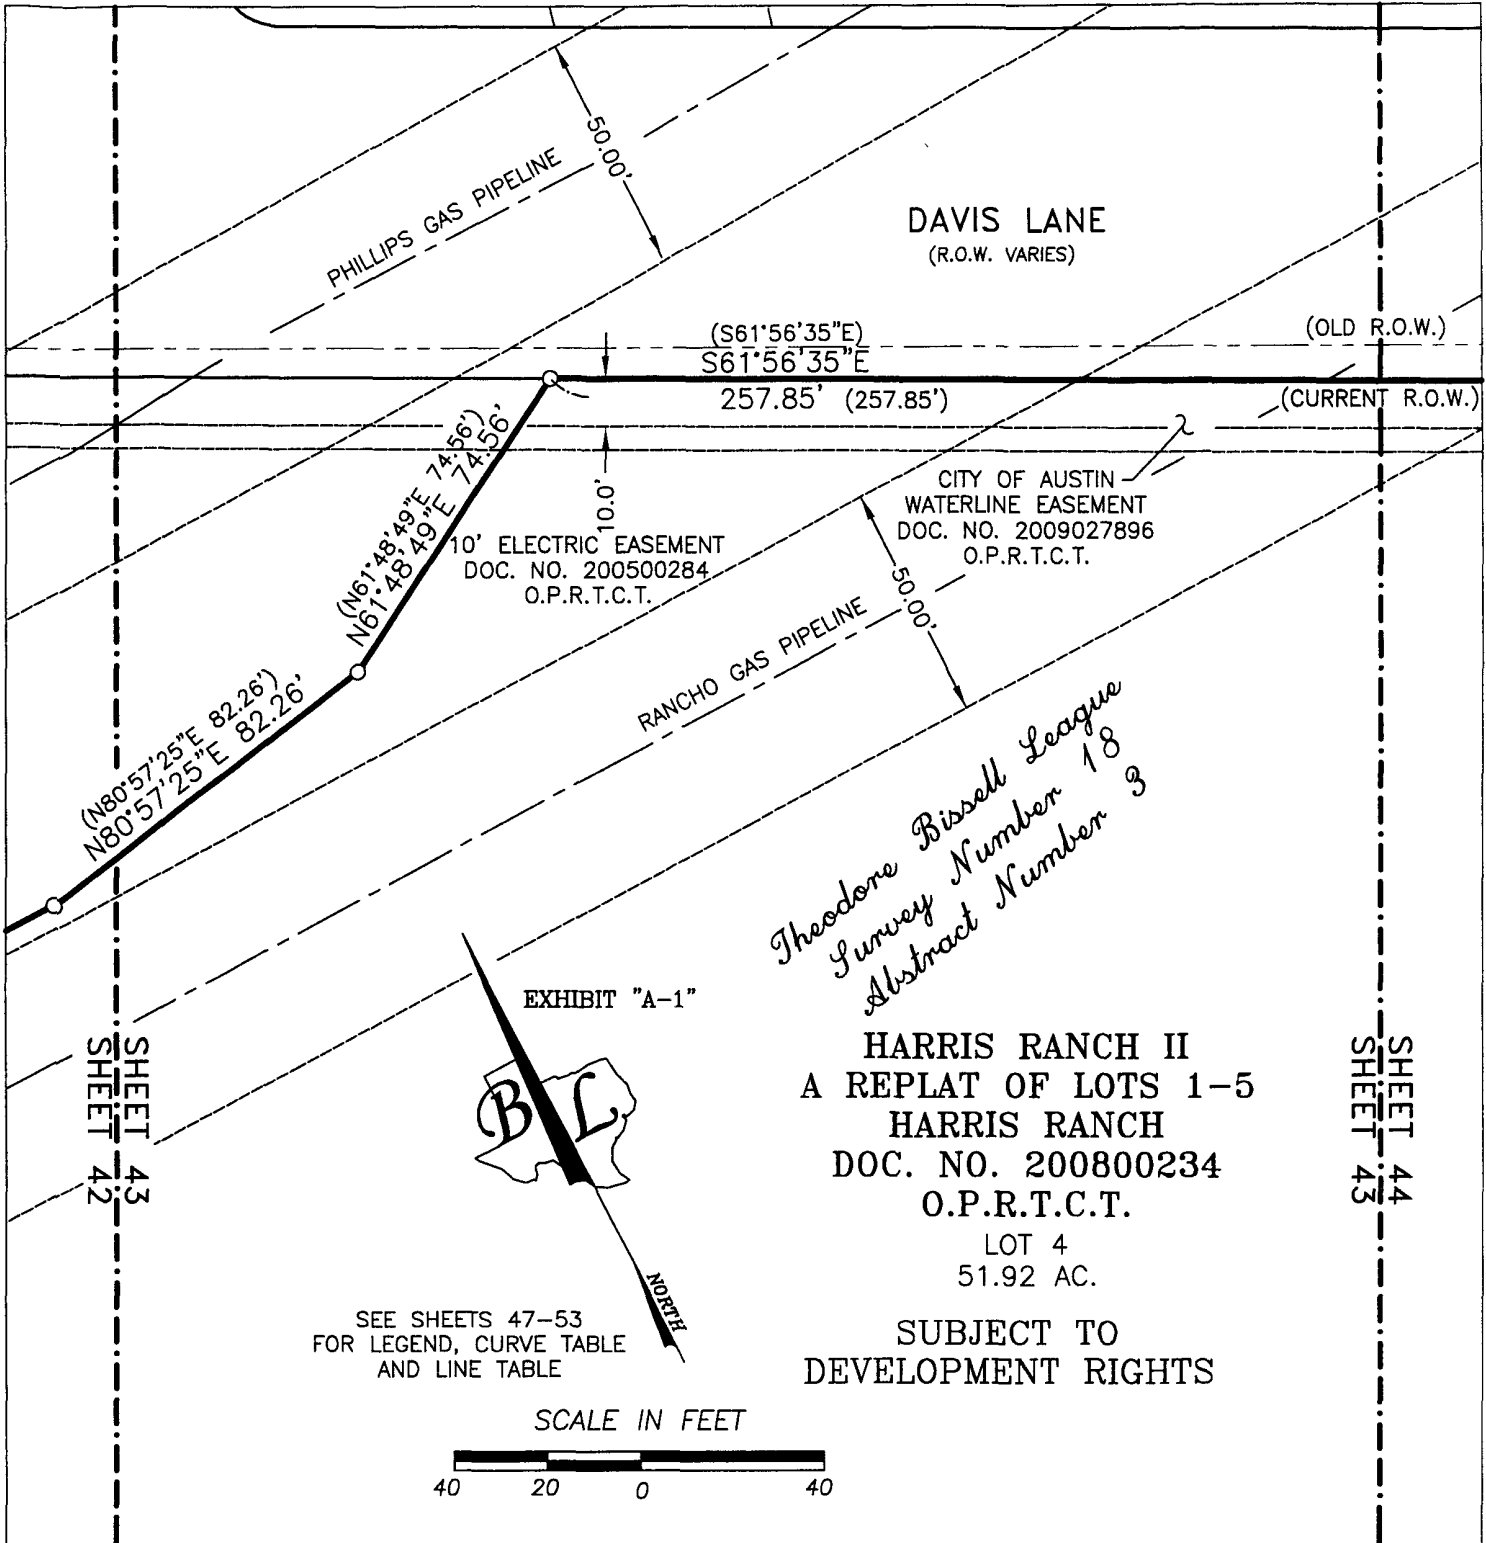 50.00'
PHILLIPS GAS PIPELINE
DAVIS LANE
(R.O.W. VARIES)
(S61°56'35"E)
S61°56'35"E
257.85' (257.85')
(OLD R.O.W.)
(CURRENT R.O.W.)
(N61°48'49"E 74.56')
N61°48'49"E 74.56'
10.0'
10' ELECTRIC EASEMENT
DOC. NO. 200500284
O.P.R.T.C.T.
CITY OF AUSTIN
WATERLINE EASEMENT
DOC. NO. 2009027896
O.P.R.T.C.T.
50.00'
RANCHO GAS PIPELINE
(N80°57'25"E 82.26')
N80°57'25"E 82.26'
Theodore Bissell League
Survey Number 18
Abstract Number 3
EXHIBIT "A-1"
B L
NORTH
HARRIS RANCH II
A REPLAT OF LOTS 1-5
HARRIS RANCH
DOC. NO. 200800234
O.P.R.T.C.T.
LOT 4
51.92 AC.
SUBJECT TO
DEVELOPMENT RIGHTS
SHEET 43
SHEET 42
SHEET 44
SHEET 43
SEE SHEETS 47-53
FOR LEGEND, CURVE TABLE
AND LINE TABLE
SCALE IN FEET
40 20 0 40